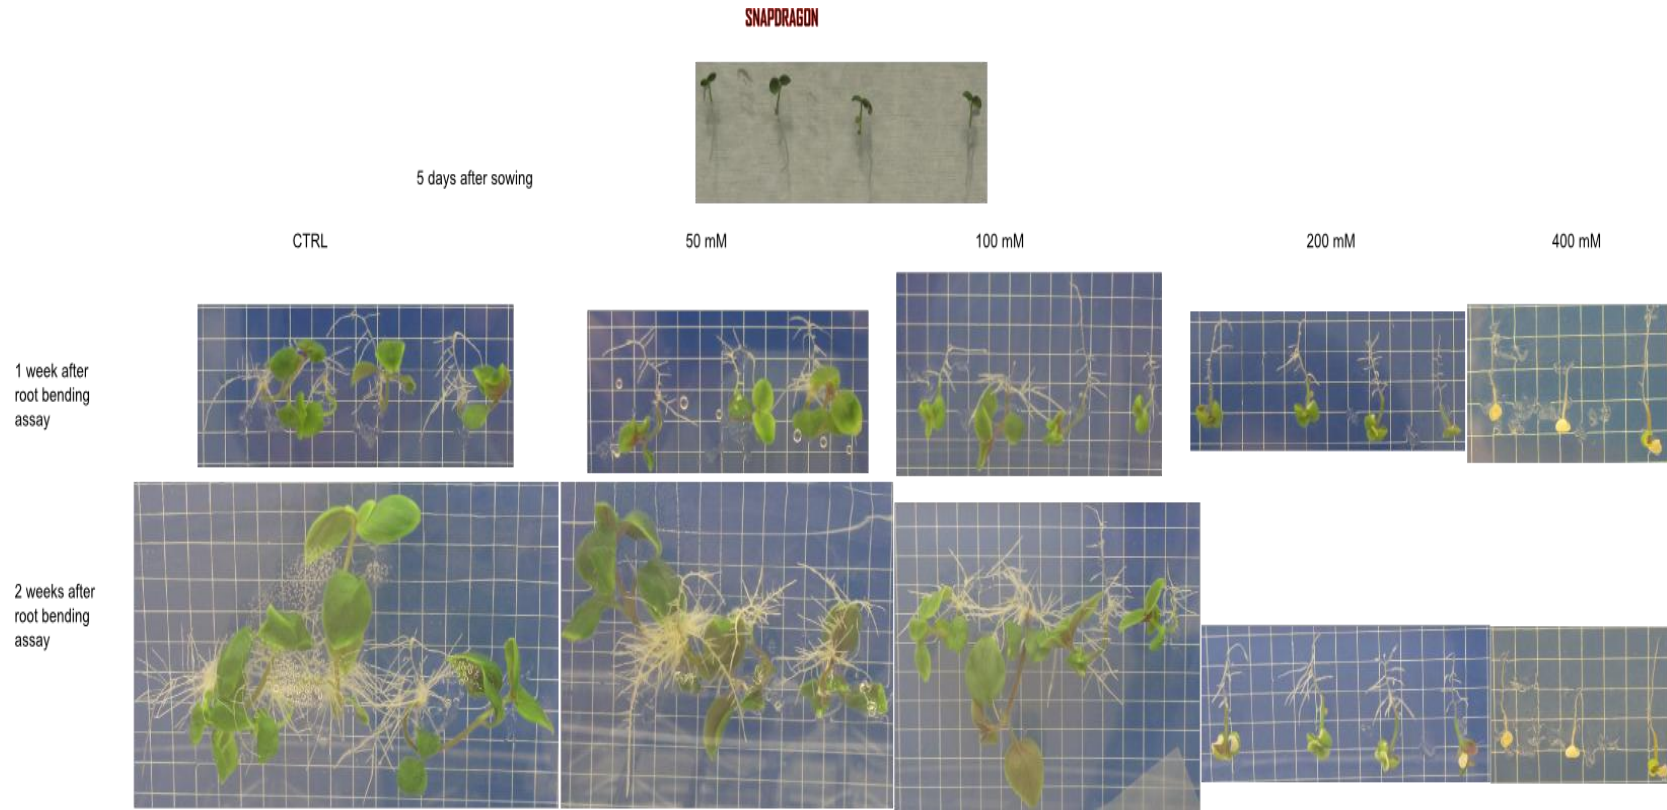 SNAPDRAGON
5 days after sowing
CTRL
50 mM
100 mM
200 mM
400 mM
1 week after
root bending
assay
2 weeks after
root bending
assay